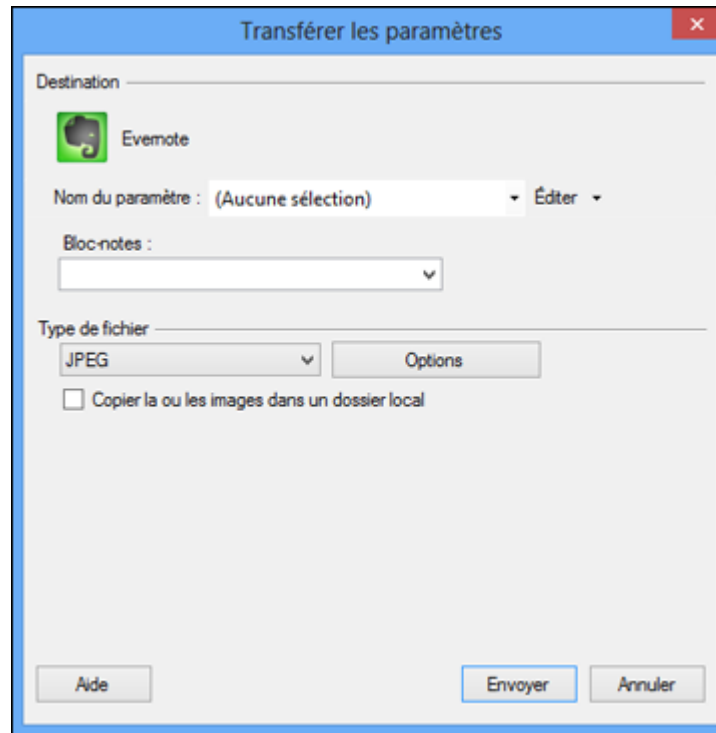 Transférer les paramètres
Destination
Evernote
Nom du paramètre : (Aucune sélection) Éditer
Bloc-notes :
Type de fichier
JPEG Options
Copier la ou les images dans un dossier local
Aide Envoyer Annuler